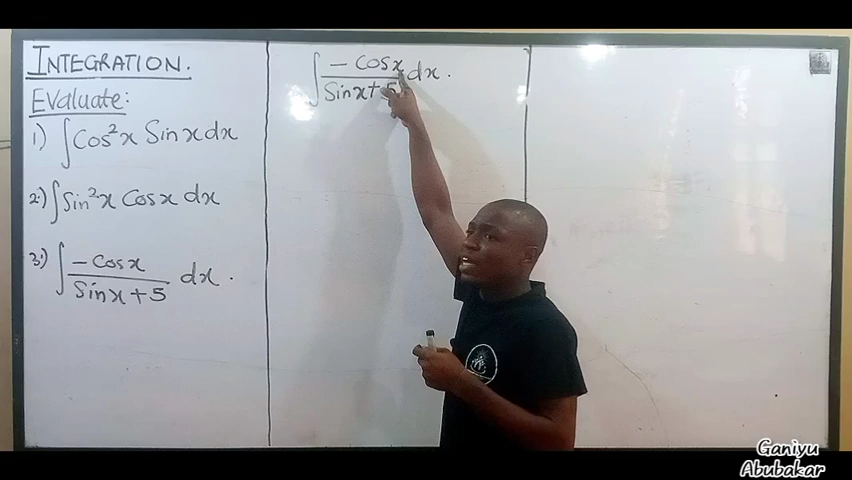 INTEGRATION.
Evaluate:
1) ∫ Cos²x Sinx dx
2.) ∫ Sin²x Cosx dx
3.) ∫ -Cosx / Sinx + 5 dx .
∫ -Cosx / Sinx + 5 dx .
Ganiyu
Abubakar